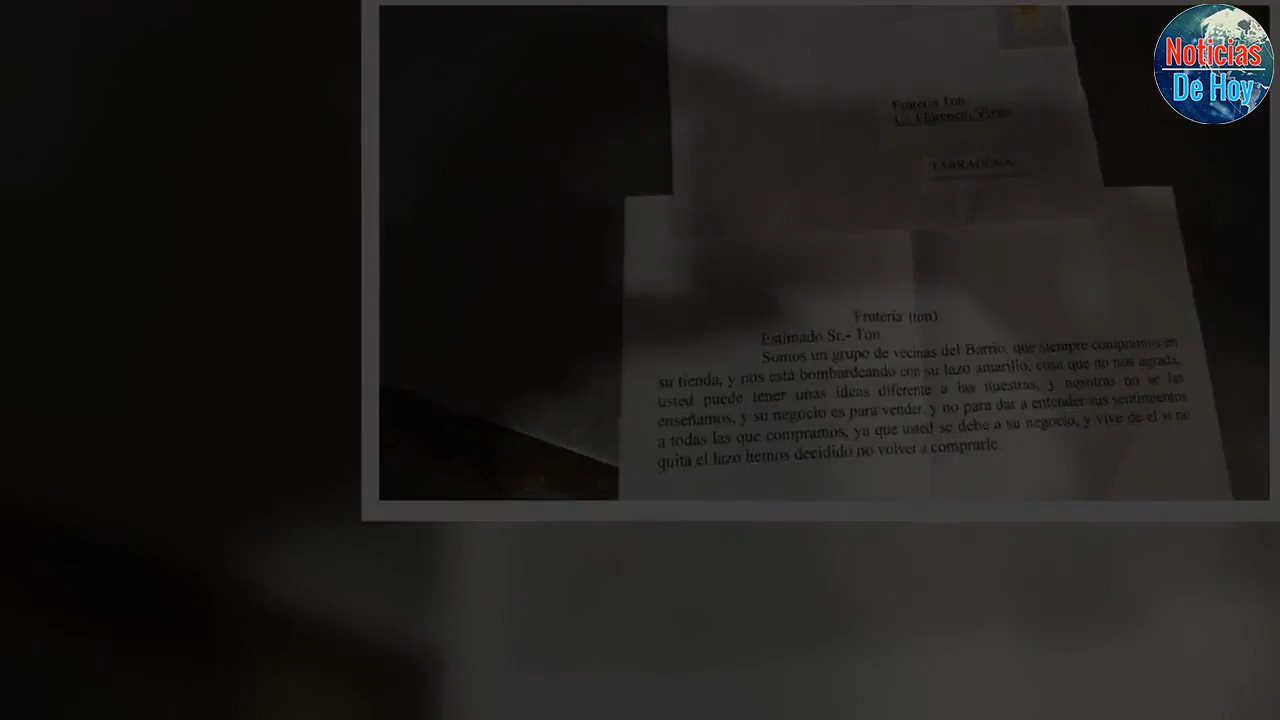 Noticias
De Hoy
Frutería Ton
C. Florenci Vives
TARRAGONA
Frutería (ton)
Estimado Sr.- Ton
Somos un grupo de vecinas del Barrio, que siempre compramos en
su tienda, y nos está bombardeando con su lazo amarillo, cosa que no nos agrada,
usted puede tener unas ideas diferente a las nuestras, y nosotras no se las
enseñamos, y su negocio es para vender, y no para dar a entender sus sentimientos
a todas las que compramos, ya que usted se debe a su negocio, y vive de el si no
quita el lazo hemos decidido no volver a comprarle.